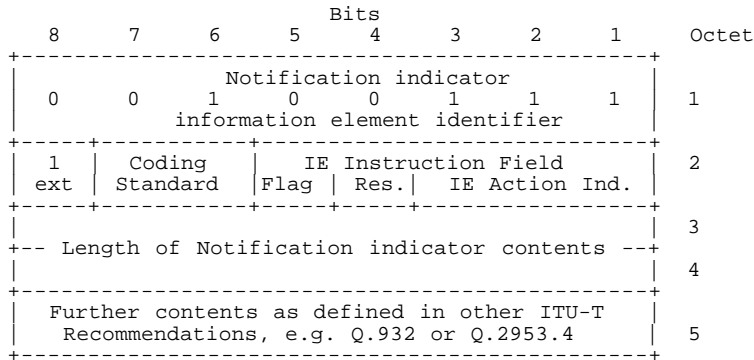 Bits
8 7 6 5 4 3 2 1 Octet
+-----------------------------------------------+
| Notification indicator |
| 0 0 1 0 0 1 1 1 | 1
| information element identifier |
+-----+-----------+-----------------------------+
| 1 | Coding | IE Instruction Field | 2
| ext | Standard |Flag | Res.| IE Action Ind. |
+-----+-----------+-----+-----+-----------------+
| | 3
+-- Length of Notification indicator contents --+
| | 4
+-----------------------------------------------+
| Further contents as defined in other ITU-T |
| Recommendations, e.g. Q.932 or Q.2953.4 | 5
+-----------------------------------------------+